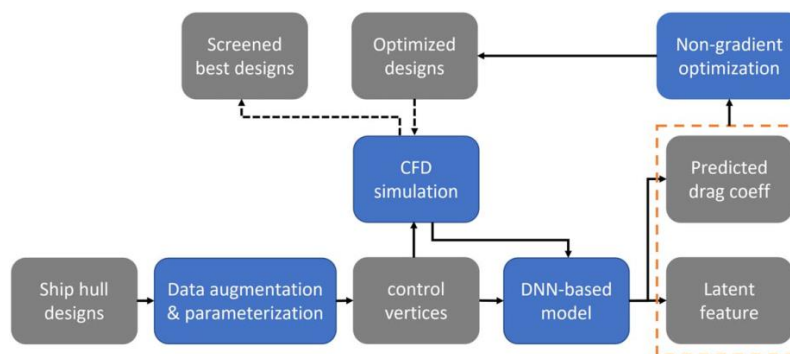 Screened
best designs
Optimized
designs
Non-gradient
optimization
CFD
simulation
Predicted
drag coeff
Ship hull
designs
Data augmentation
& parameterization
control
vertices
DNN-based
model
Latent
feature